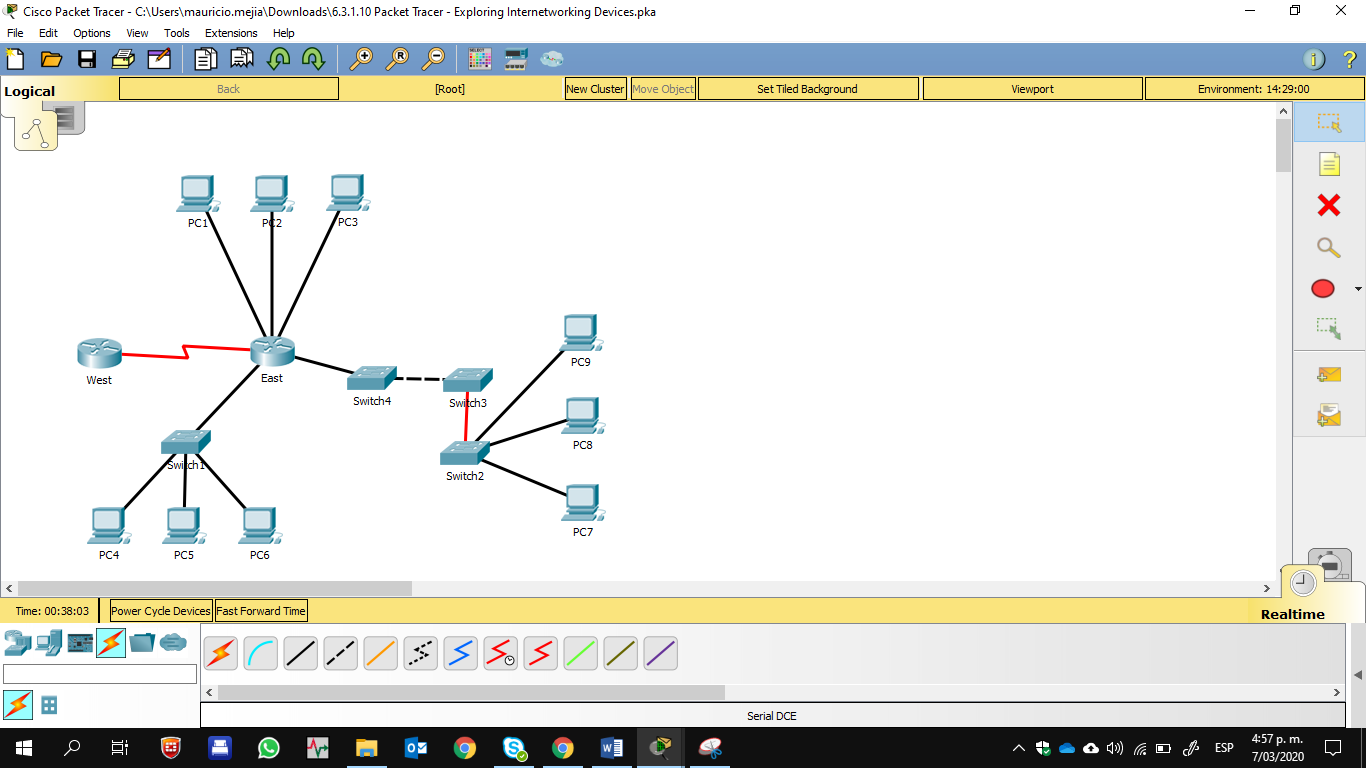 Cisco Packet Tracer - C:\Users\mauricio.mejia\Downloads\6.3.1.10 Packet Tracer - Exploring Internetworking Devices.pka
File Edit Options View Tools Extensions Help
Logical Back [Root] New Cluster Move Object Set Tiled Background Viewport Environment: 14:29:00
PC1 PC2 PC3
West East
Switch4 Switch3
PC9
PC8
Switch1
Switch2
PC7
PC4 PC5 PC6
Time: 00:38:03 Power Cycle Devices Fast Forward Time Realtime
Serial DCE
ESP 4:57 p. m.
7/03/2020